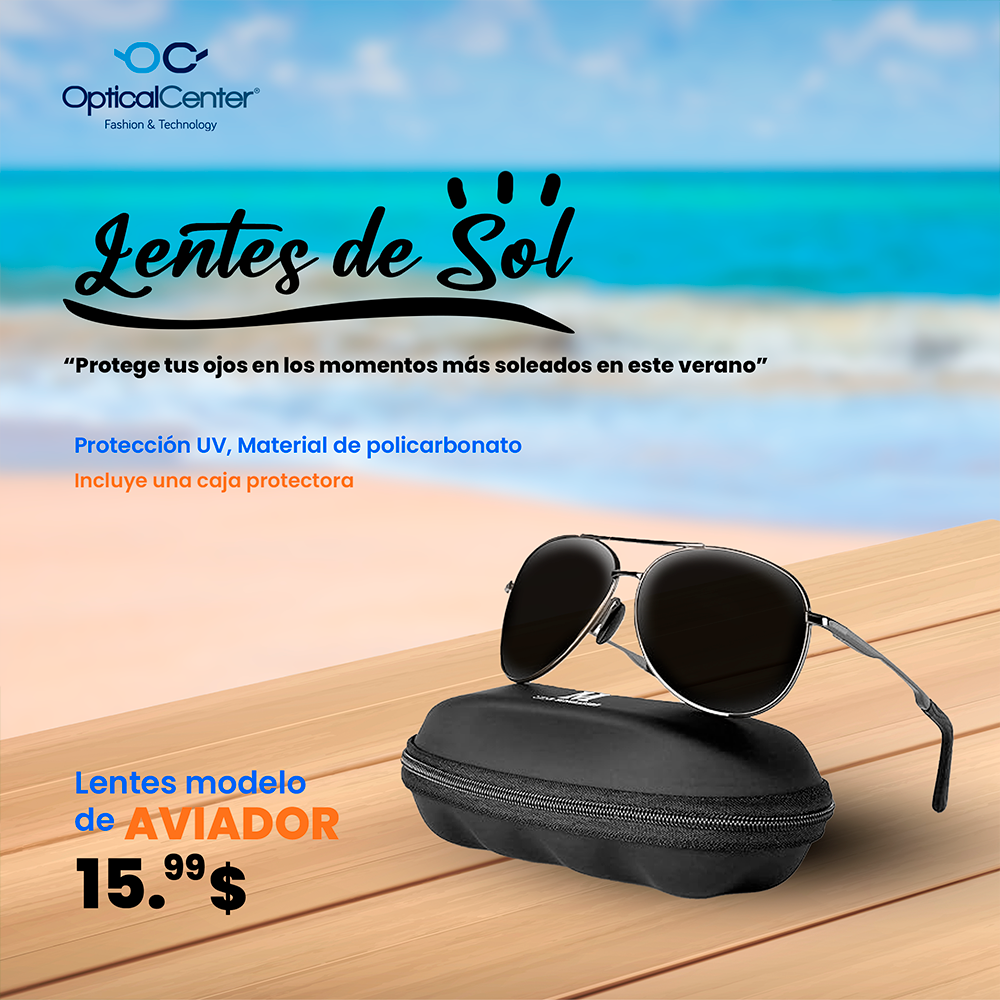 OC
OpticalCenter®
Fashion & Technology
Lentes de Sol
“Protege tus ojos en los momentos más soleados en este verano”
Protección UV, Material de policarbonato
Incluye una caja protectora
Lentes modelo
de AVIADOR
15.99$